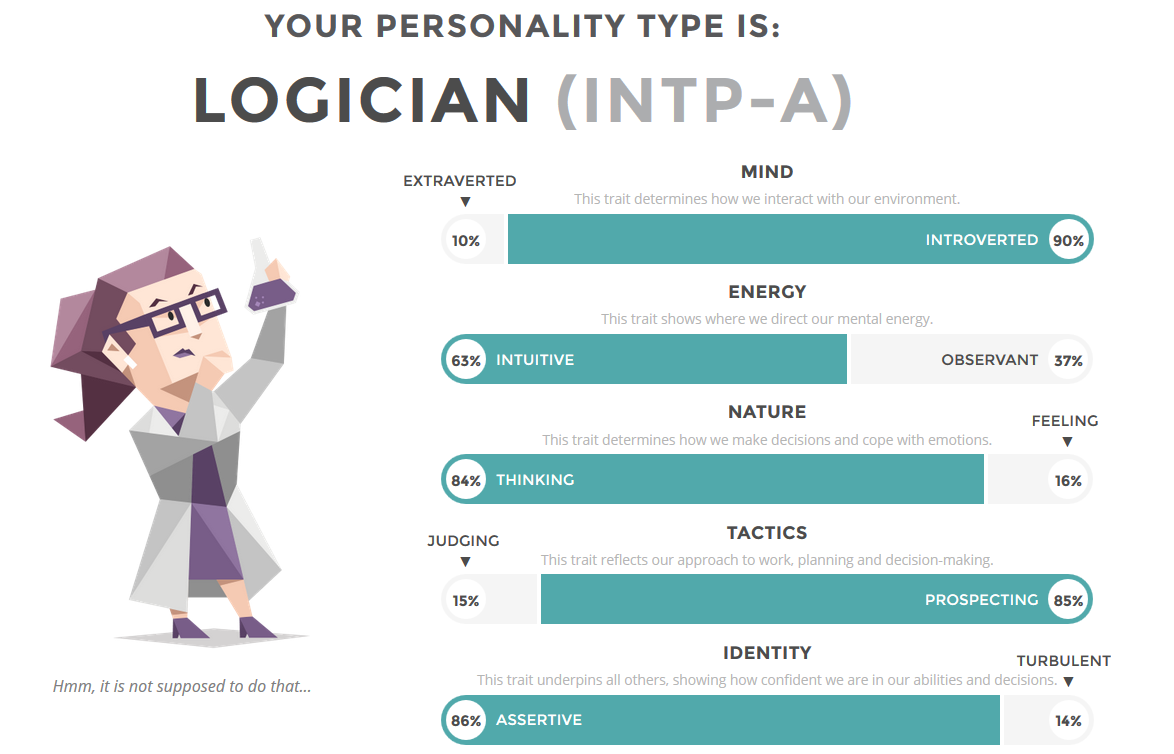 YOUR PERSONALITY TYPE IS:
LOGICIAN (INTP-A)
MIND
EXTRAVERTED
This trait determines how we interact with our environment.
10% INTRODUCED 90%
ENERGY
This trait shows where we direct our mental energy.
63% INTUITIVE OBSERVANT 37%
NATURE
FEELING
This trait determines how we make decisions and cope with emotions.
84% THINKING 16%
TACTICS
JUDGING
This trait reflects our approach to work, planning and decision-making.
15% PROSPECTING 85%
IDENTITY
TURBULENT
This trait underpins all others, showing how confident we are in our abilities and decisions.
86% ASSERTIVE 14%
Hmm, it is not supposed to do that...